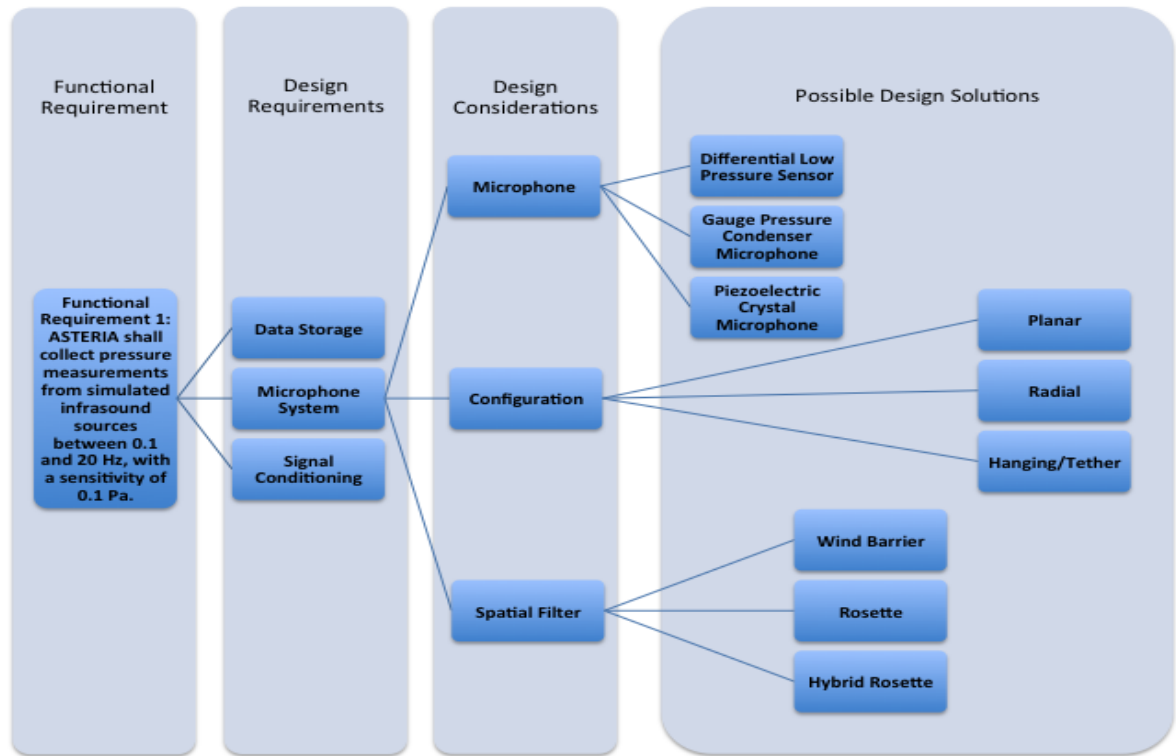 Functional
Requirement
Design
Requirements
Design
Considerations
Possible Design Solutions
Functional
Requirement 1:
ASTERIA shall
collect pressure
measurements
from simulated
infrasound
sources
between 0.1
and 20 Hz, with
a sensitivity of
0.1 Pa.
Data Storage
Microphone
System
Signal
Conditioning
Microphone
Configuration
Spatial Filter
Differential Low
Pressure Sensor
Gauge Pressure
Condenser
Microphone
Piezoelectric
Crystal
Microphone
Planar
Radial
Hanging/Tether
Wind Barrier
Rosette
Hybrid Rosette